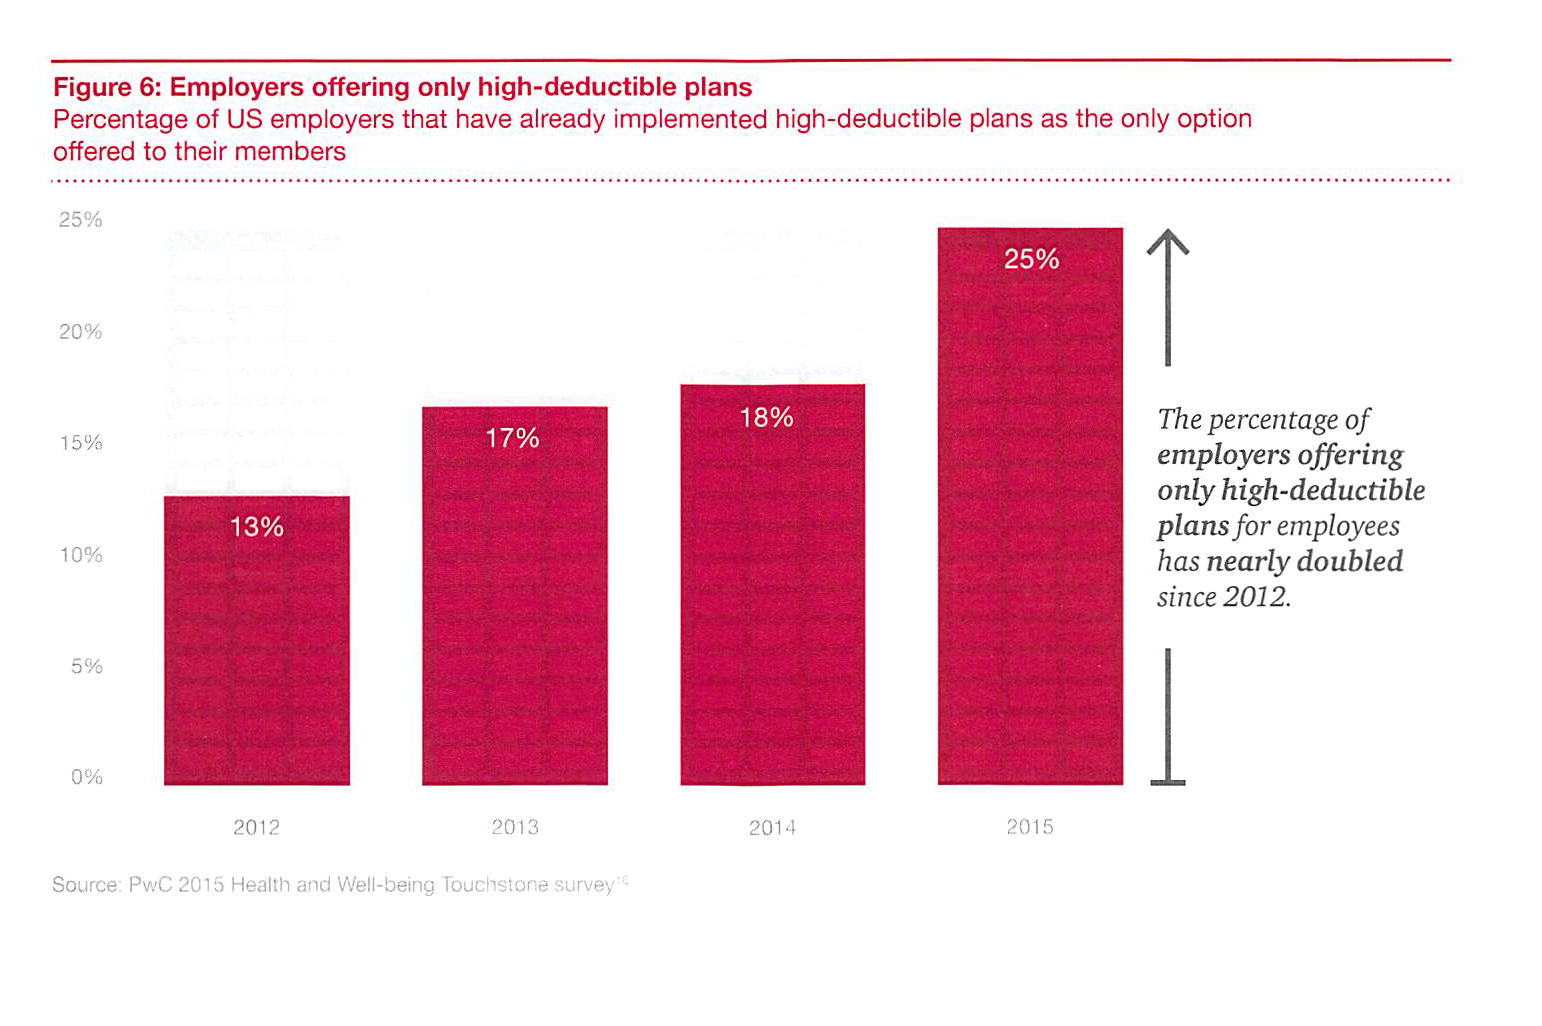 Figure 6: Employers offering only high-deductible plans
Percentage of US employers that have already implemented high-deductible plans as the only option
offered to their members
25%
20%
15%
10%
5%
0%
13%
17%
18%
25%
2012
2013
2014
2015
The percentage of
employers offering
only high-deductible
plans for employees
has nearly doubled
since 2012.
Source: PwC 2015 Health and Well-being Touchstone survey